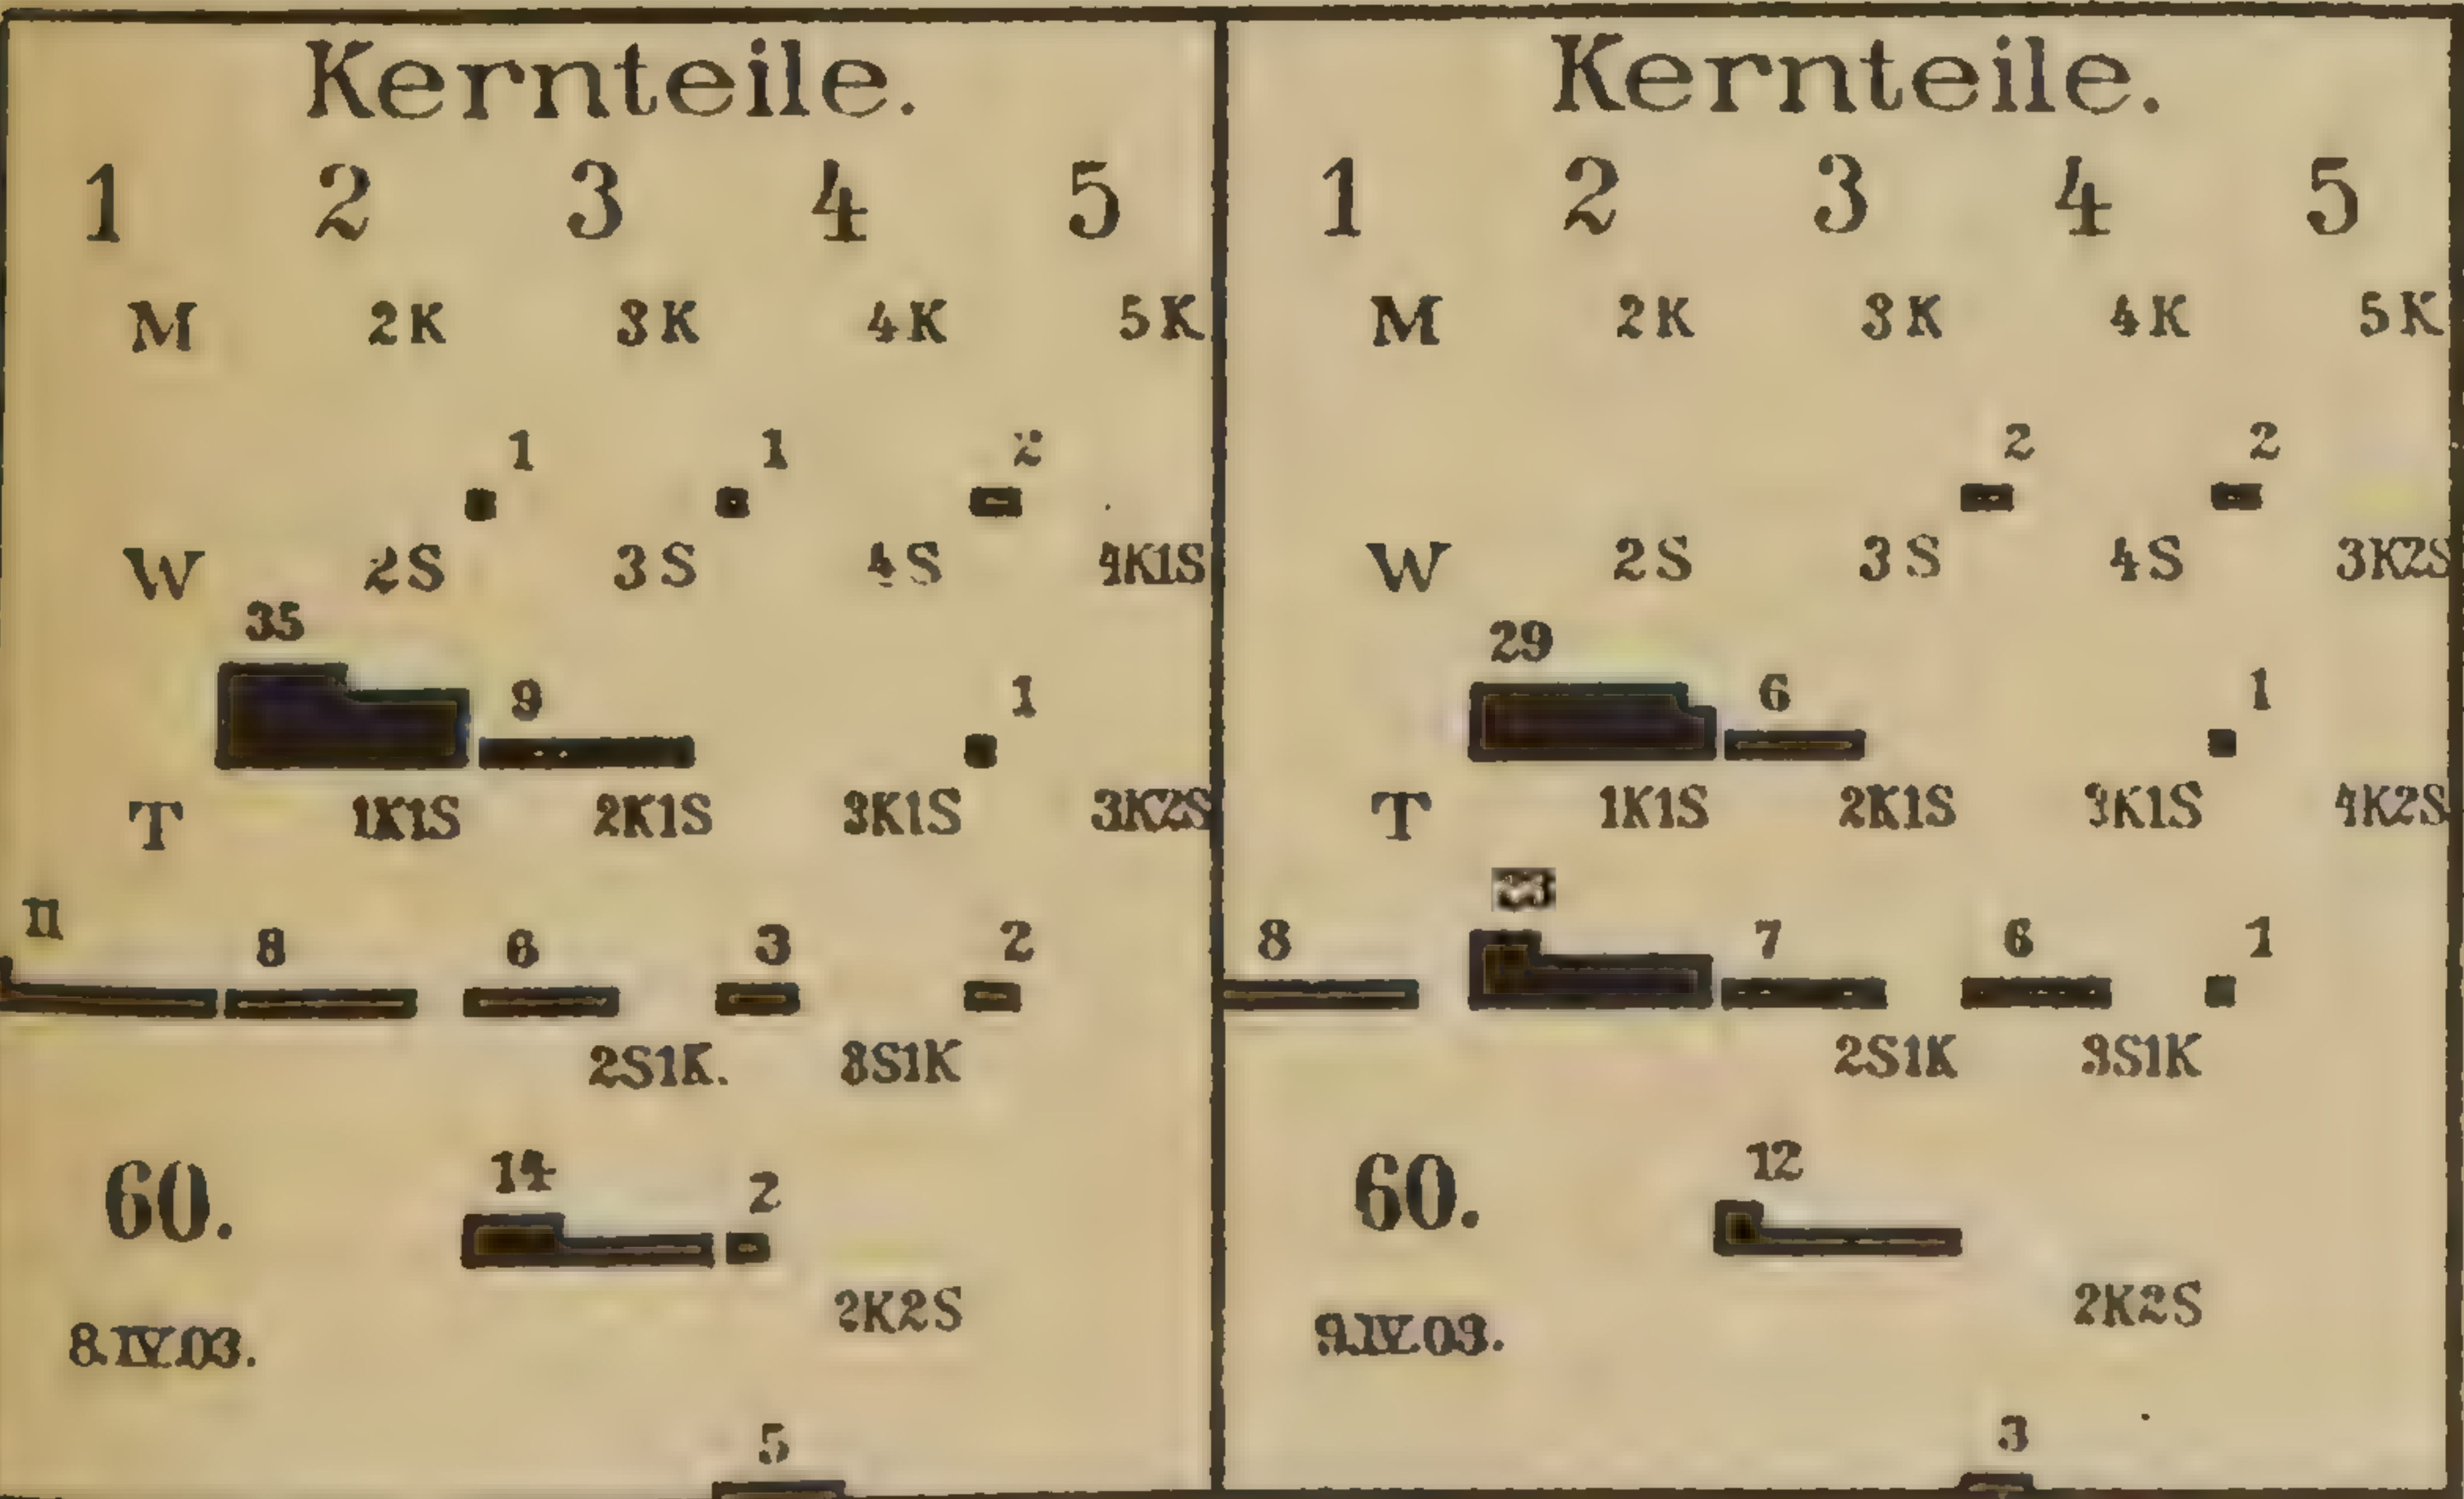 Kernteile.
1 2 3 4 5
M 2K 3K 4K 5K
1 1 2
W 2S 3S 4S 4K1S
35
9 1
T 1K1S 2K1S 3K1S 3K2S
11 8 6 3 2
2S1K. 3S1K
60. 14 2
2K2S
8.IV.03.
5
Kernteile.
1 2 3 4 5
M 2K 3K 4K 5K
2 2
W 2S 3S 4S 3K2S
29
6 1
T 1K1S 2K1S 3K1S 4K2S
8 7 6 1
2S1K 3S1K
60. 12
2K2S
9.IV.03.
3